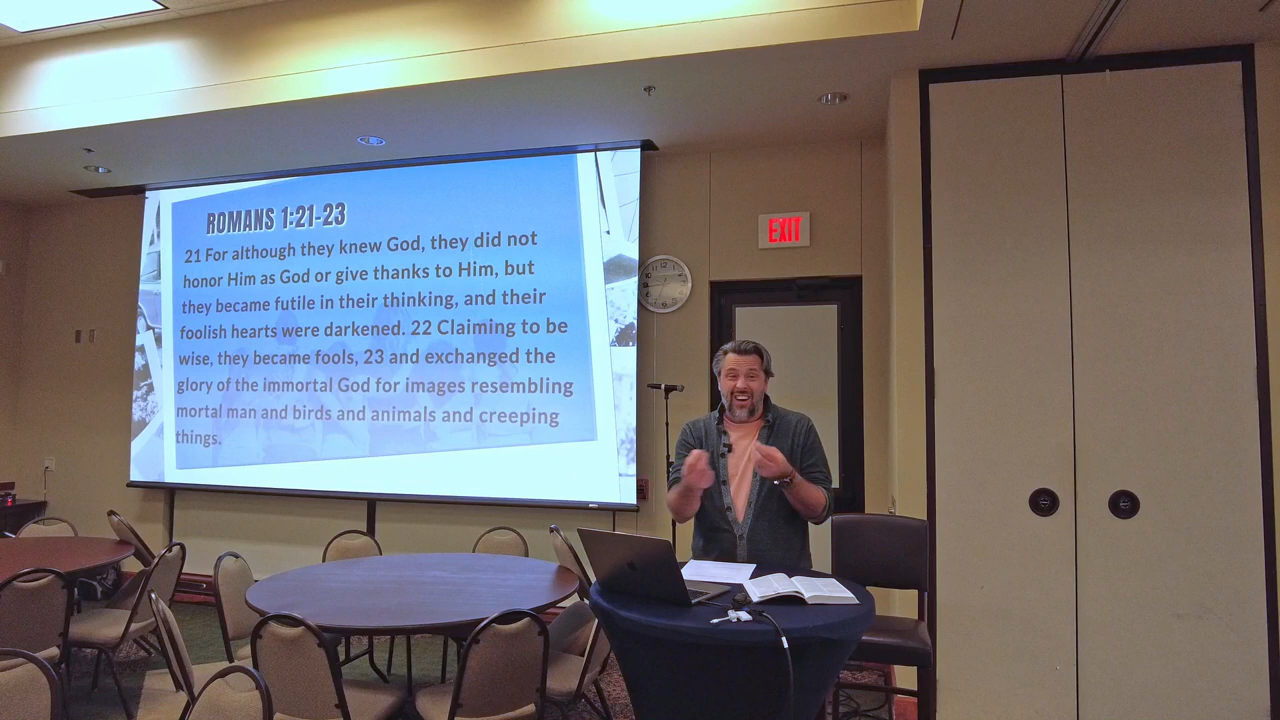 ROMANS 1:21-23
21 For although they knew God, they did not
honor Him as God or give thanks to Him, but
they became futile in their thinking, and their
foolish hearts were darkened. 22 Claiming to be
wise, they became fools, 23 and exchanged the
glory of the immortal God for images resembling
mortal man and birds and animals and creeping
things.
EXIT